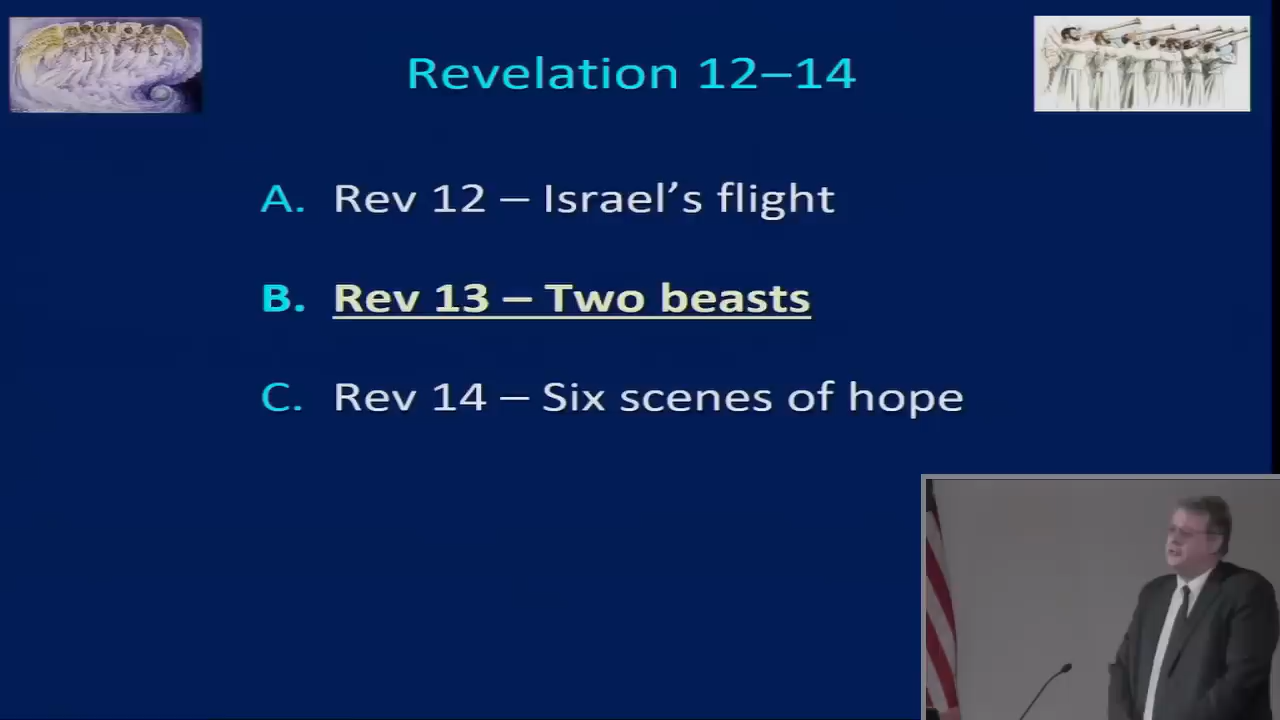 Revelation 12–14
A. Rev 12 – Israel’s flight
B. Rev 13 – Two beasts
C. Rev 14 – Six scenes of hope